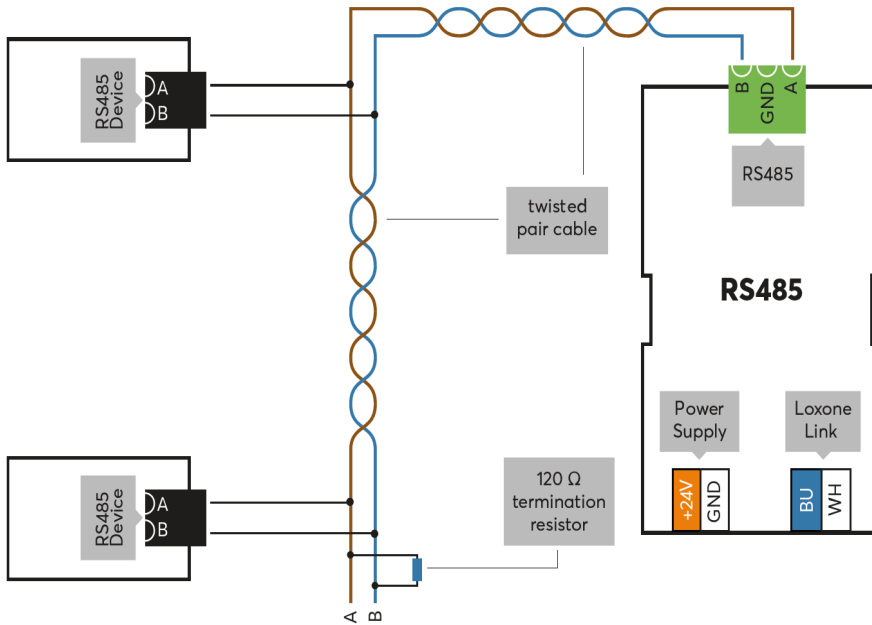 RS485
Device
A
B
B
GND
A
RS485
twisted
pair cable
RS485
Power
Supply
Loxone
Link
+24V
GND
BU
WH
RS485
Device
A
B
120 Ω
termination
resistor
A
B